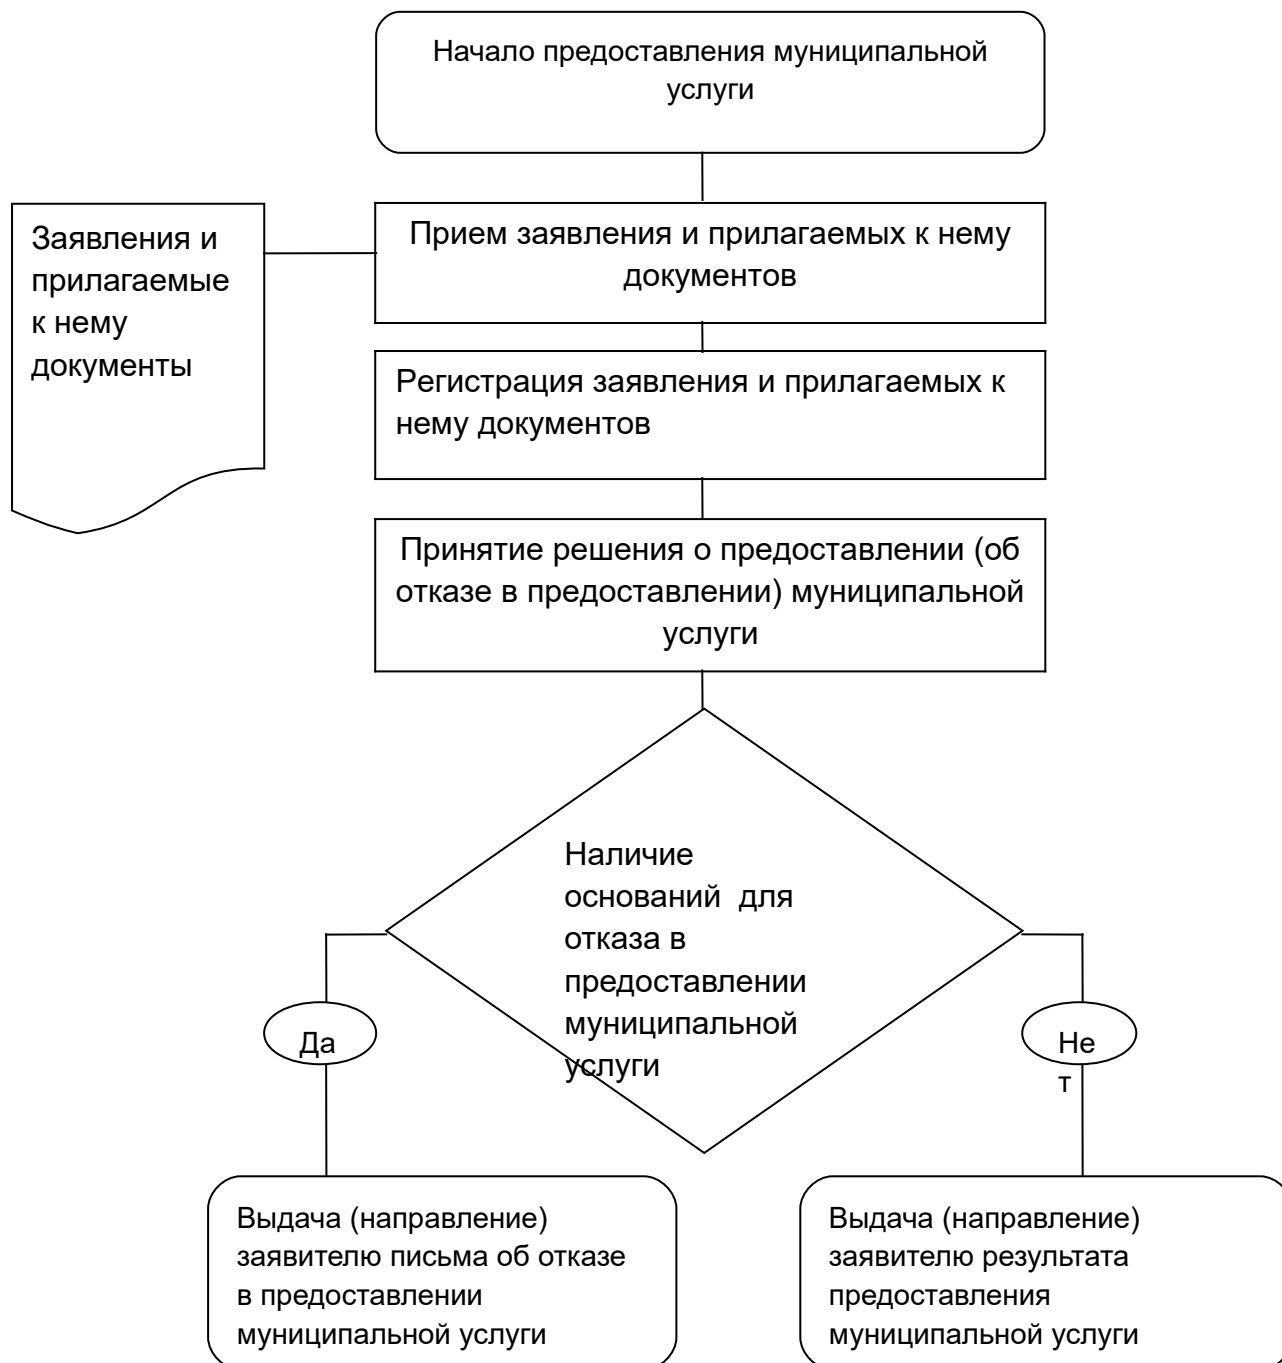 Начало предоставления муниципальной
услуги
Заявления и
прилагаемые
к нему
документы
Прием заявления и прилагаемых к нему
документов
Регистрация заявления и прилагаемых к
нему документов
Принятие решения о предоставлении (об
отказе в предоставлении) муниципальной
услуги
Наличие
оснований  для
отказа в
предоставлении
муниципальной
услуги
Да
Не
т
Выдача (направление)
заявителю письма об отказе
в предоставлении
муниципальной услуги
Выдача (направление)
заявителю результата
предоставления
муниципальной услуги